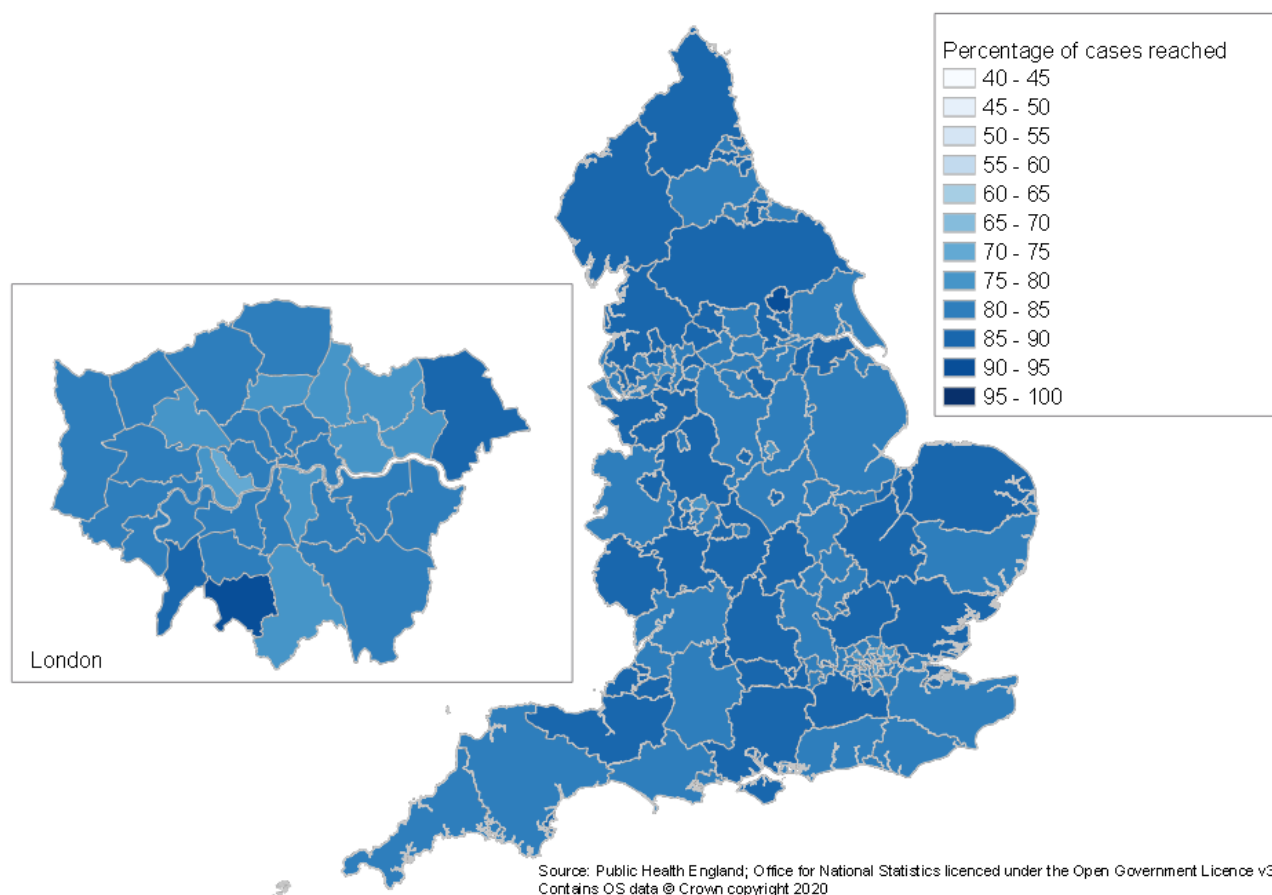 Percentage of cases reached
40 - 45
45 - 50
50 - 55
55 - 60
60 - 65
65 - 70
70 - 75
75 - 80
80 - 85
85 - 90
90 - 95
95 - 100
London
Source: Public Health England; Office for National Statistics licenced under the Open Government Licence v3
Contains OS data © Crown copyright 2020